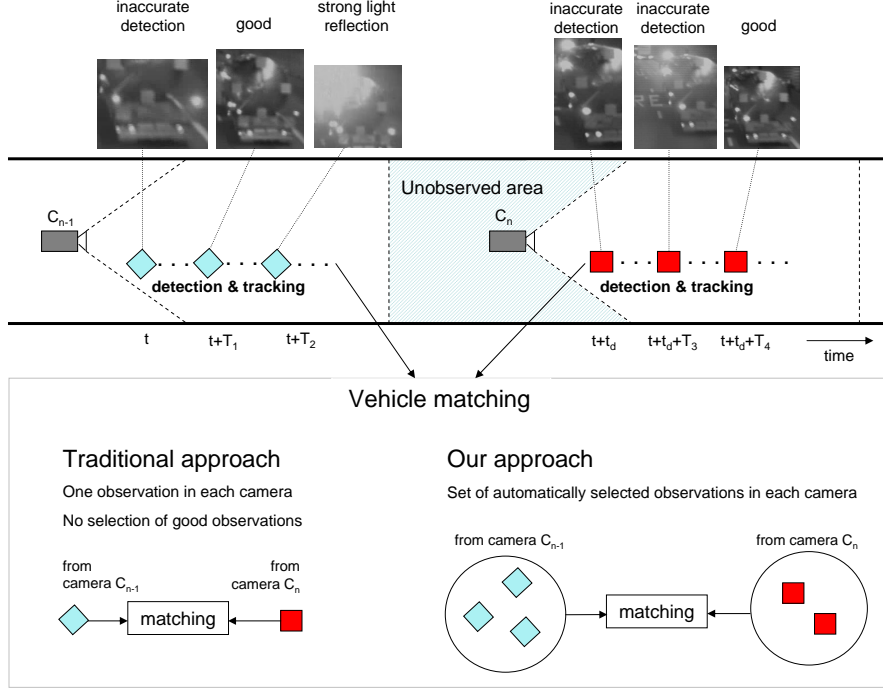 inaccurate
detection
good
strong light
reflection
inaccurate
detection
inaccurate
detection
good
Unobserved area
Cn-1
Cn
. . . . . . . . . .
detection & tracking
. . . . . . . . . .
detection & tracking
t
t+T1
t+T2
t+td
t+td+T3
t+td+T4
time
Vehicle matching
Traditional approach
One observation in each camera
No selection of good observations
from
camera Cn-1
from
camera Cn
matching
Our approach
Set of automatically selected observations in each camera
from camera Cn-1
from camera Cn
matching